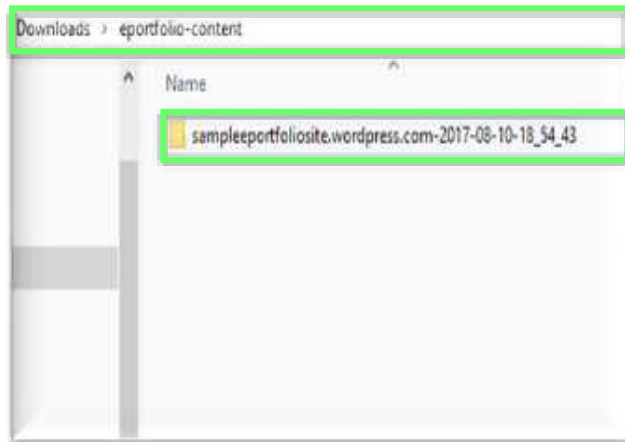 Downloads > eportfolio-content
Name
sampleeportfoliosite.wordpress.com-2017-08-10-18_54_43